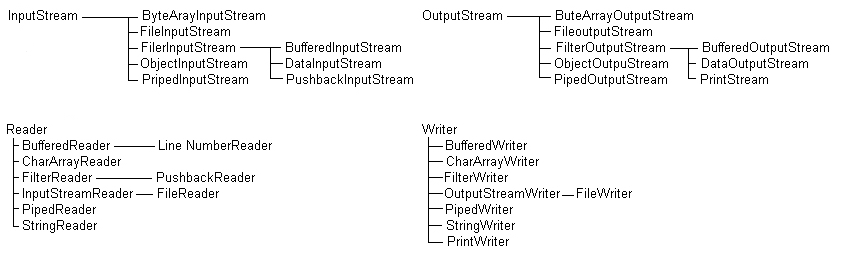 InputStream ByteArayInputStream
FileInputStream
FilerInputStream BufferedInputStream
ObjectInputStream DataInputStream
PripedInputStream PushbackInputStream
OutputStream ButeArrayOutputStream
FileoutputStream
FilterOutputStream BufferedOutputStream
ObjectOutpuStream DataOutputStream
PipedOutputStream PrintStream
Reader
BufferedReader Line NumberReader
CharArrayReader
FilterReader PushbackReader
InputStreamReader FileReader
PipedReader
StringReader
Writer
BufferedWriter
CharArrayWriter
FilterWriter
OutputStreamWriter FileWriter
PipedWriter
StringWriter
PrintWriter